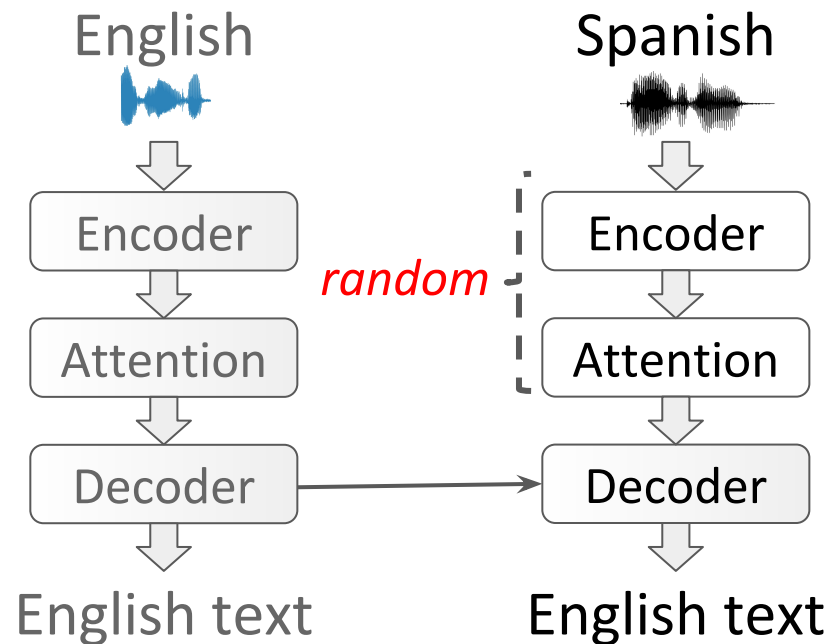 English
Spanish
Encoder
Encoder
random
Attention
Attention
Decoder
Decoder
English text
English text